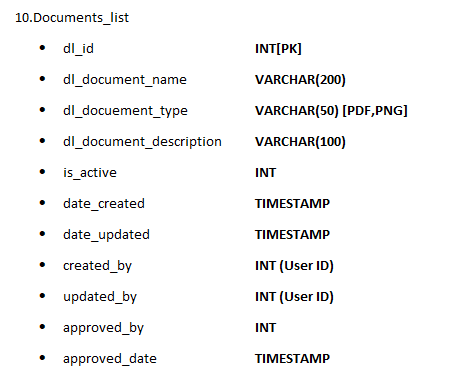 10.Documents_list
• dl_id INT[PK]
• dl_document_name VARCHAR(200)
• dl_docuement_type VARCHAR(50) [PDF,PNG]
• dl_document_description VARCHAR(100)
• is_active INT
• date_created TIMESTAMP
• date_updated TIMESTAMP
• created_by INT (User ID)
• updated_by INT (User ID)
• approved_by INT
• approved_date TIMESTAMP